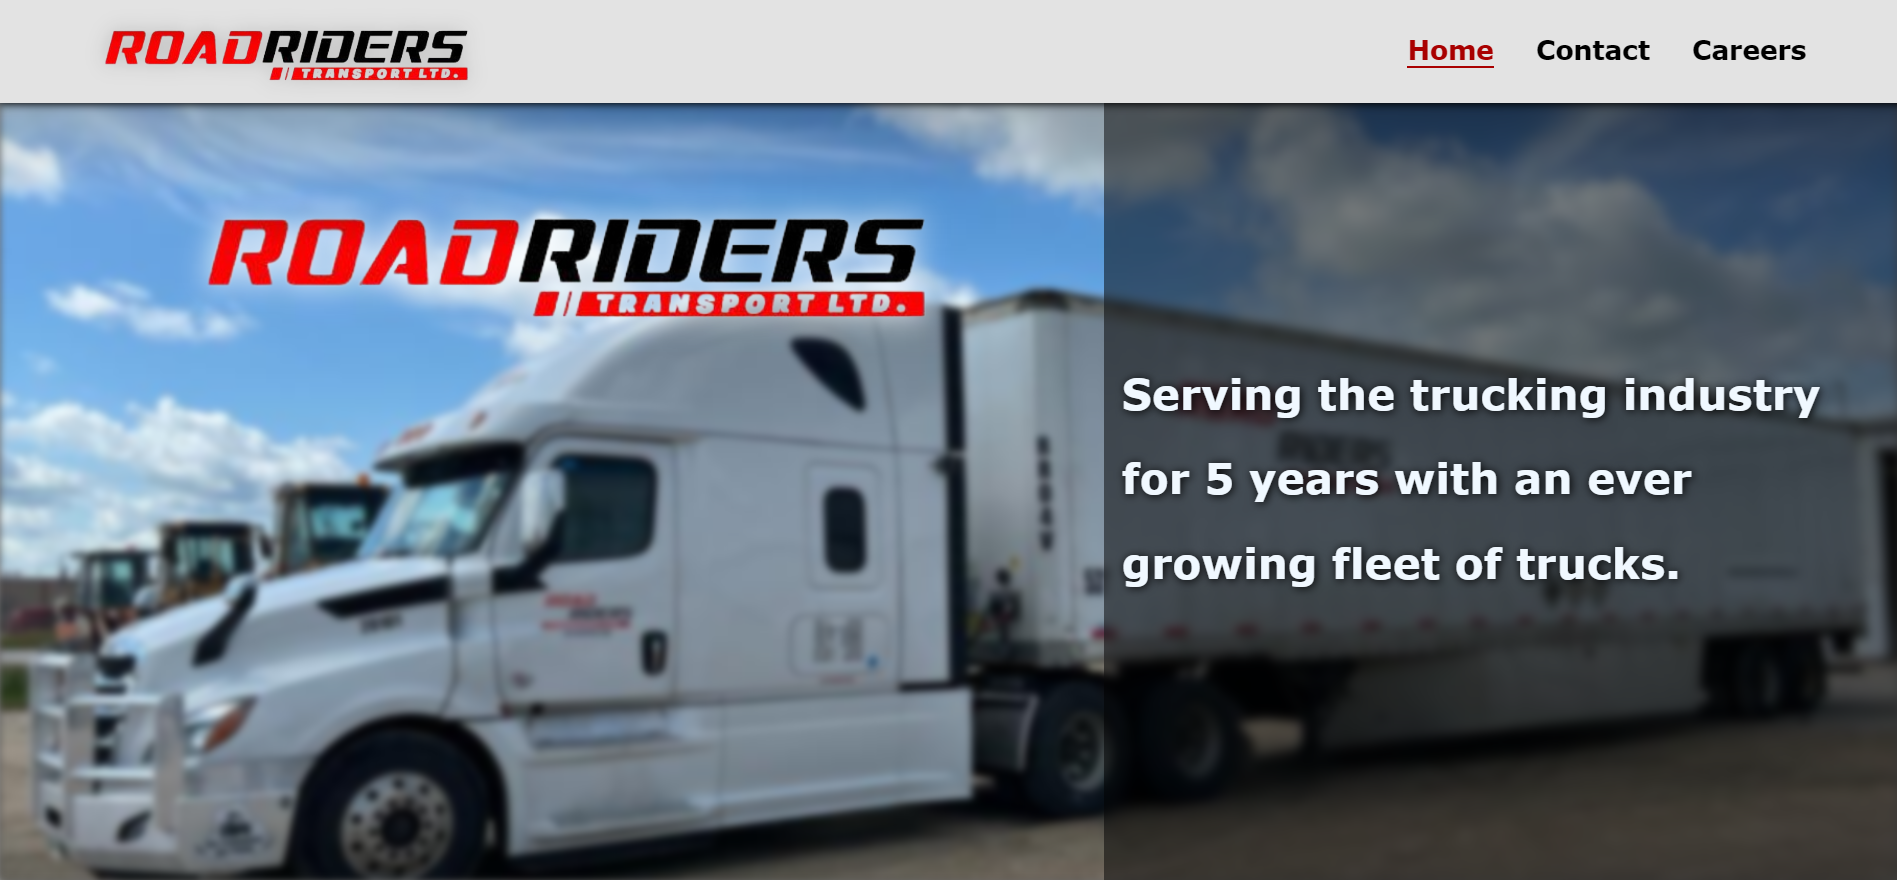 ROADRIDERS
TRANSPORT LTD.
Home Contact Careers
ROADRIDERS
TRANSPORT LTD.
Serving the trucking industry
for 5 years with an ever
growing fleet of trucks.